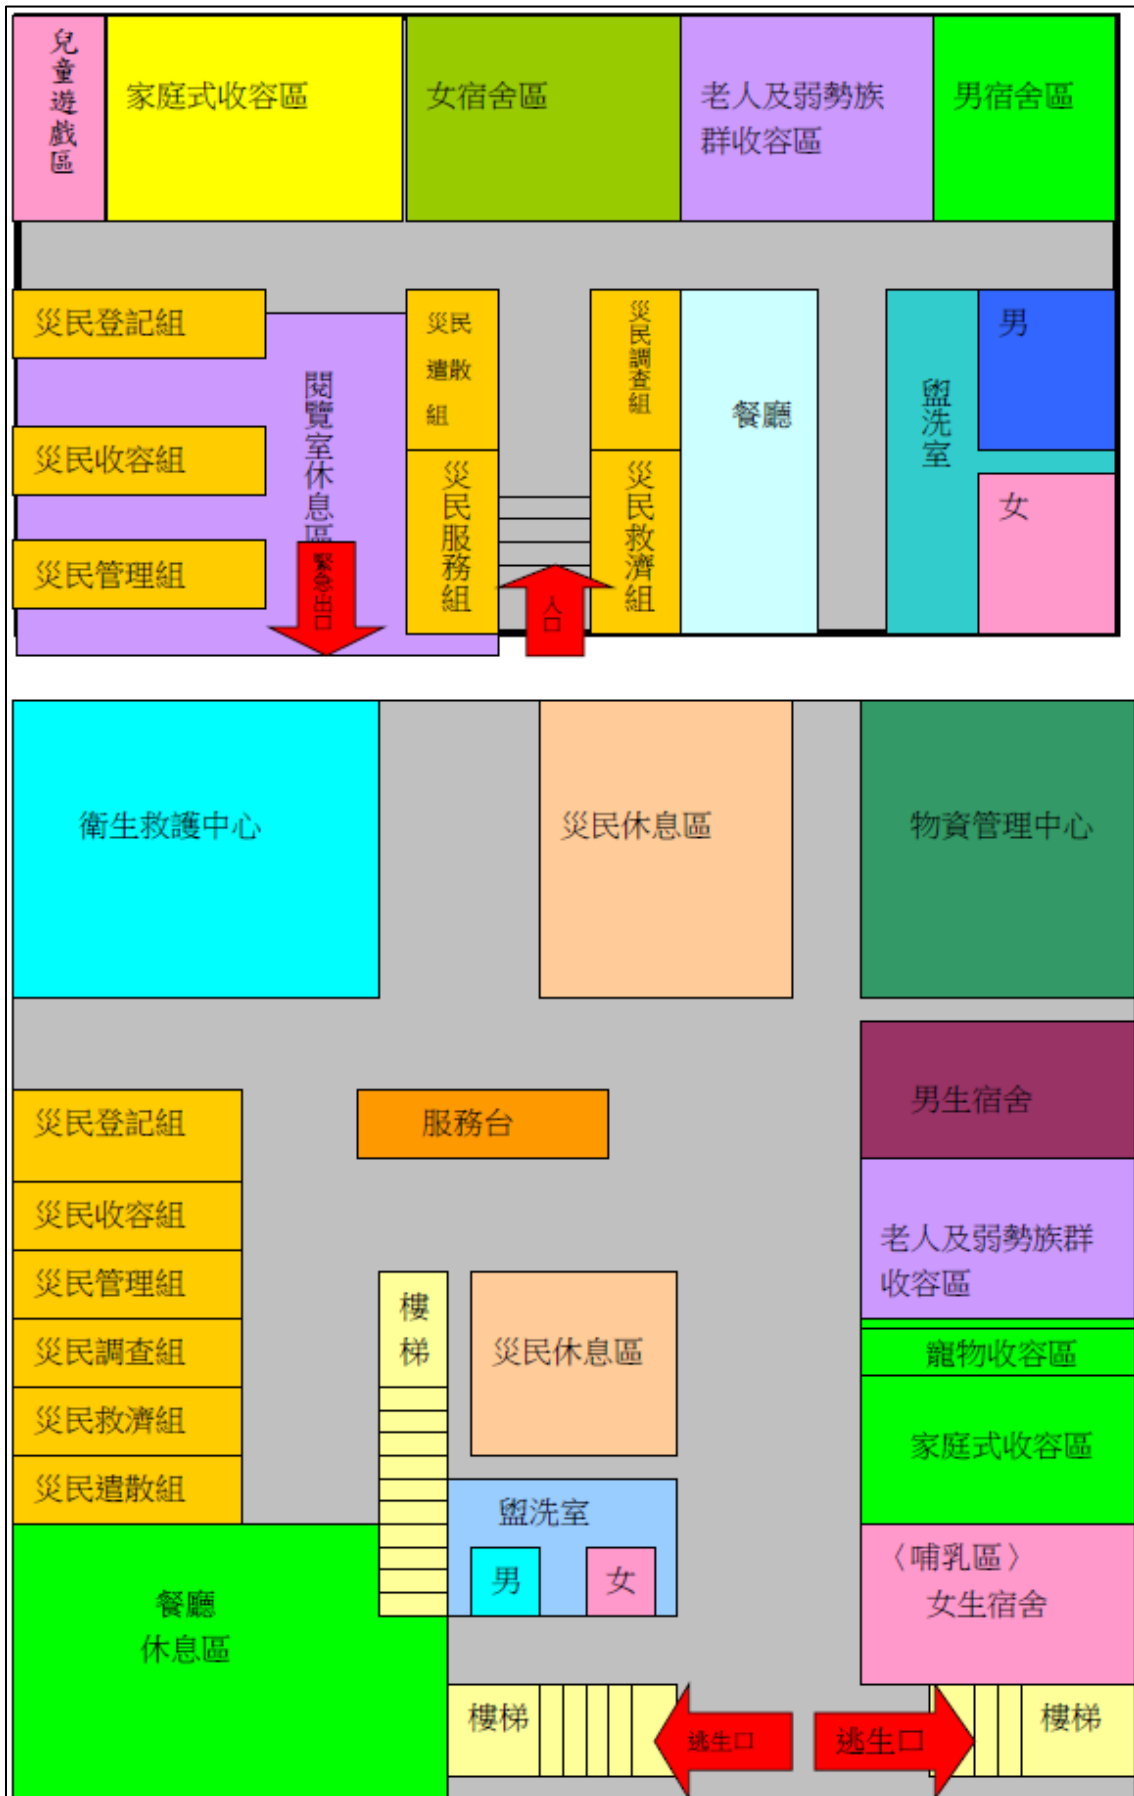 兒童遊戲區
家庭式收容區
女宿舍區
老人及弱勢族
群收容區
男宿舍區
災民登記組
災民收容組
災民管理組
閱覽室休息區
緊急出口
災民
遣散
組
災民服務組
入口
災民調查組
災民救濟組
餐廳
盥洗室
男
女
衛生救護中心
災民休息區
物資管理中心
災民登記組
災民收容組
災民管理組
災民調查組
災民救濟組
災民遣散組
餐廳
休息區
服務台
樓
梯
災民休息區
盥洗室
男
女
男生宿舍
老人及弱勢族群
收容區
寵物收容區
家庭式收容區
〈哺乳區〉
女生宿舍
樓梯
逃生口
逃生口
樓梯